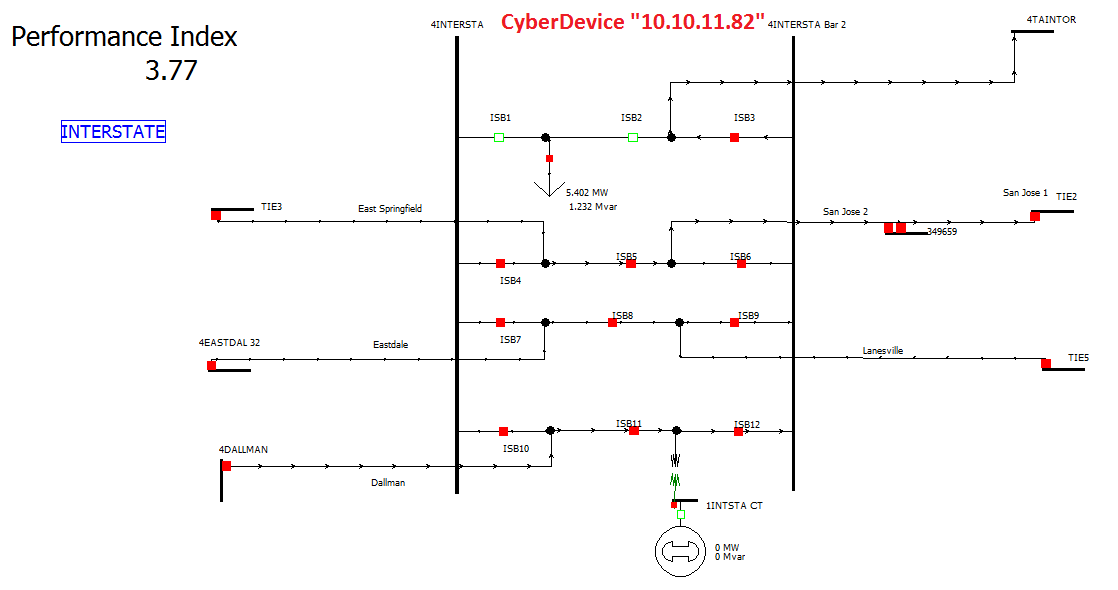 4INTERSTA
CyberDevice "10.10.11.82"
4INTERSTA Bar 2
4TAINTOR
Performance Index
3.77
INTERSTATE
ISB1
ISB2
ISB3
5.402 MW
1.232 Mvar
TIE3
East Springfield
San Jose 1
TIE2
San Jose 2
349659
ISB4
ISB5
ISB6
ISB7
ISB8
ISB9
4EASTDAL 32
Eastdale
Lanesville
TIE5
ISB10
ISB11
ISB12
4DALLMAN
Dallman
1INTSTA CT
0 MW
0 Mvar